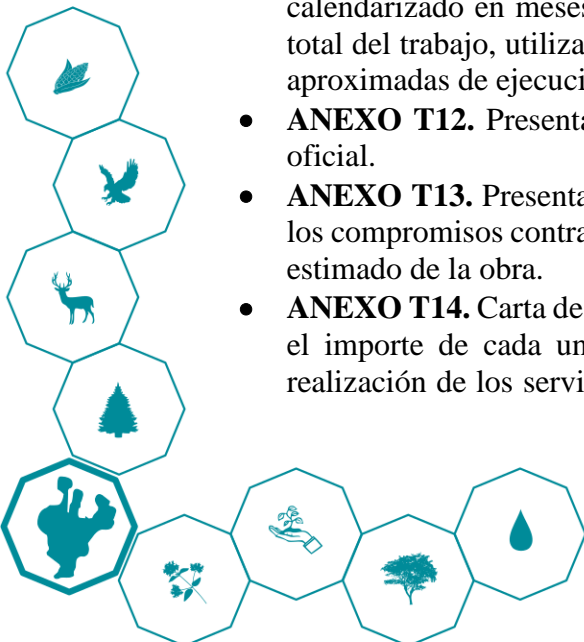 calendarizado en meses
total del trabajo, utiliza
aproximadas de ejecuci
• ANEXO T12. Presenta
oficial.
• ANEXO T13. Presenta
los compromisos contra
estimado de la obra.
• ANEXO T14. Carta de
el importe de cada un
realización de los servi